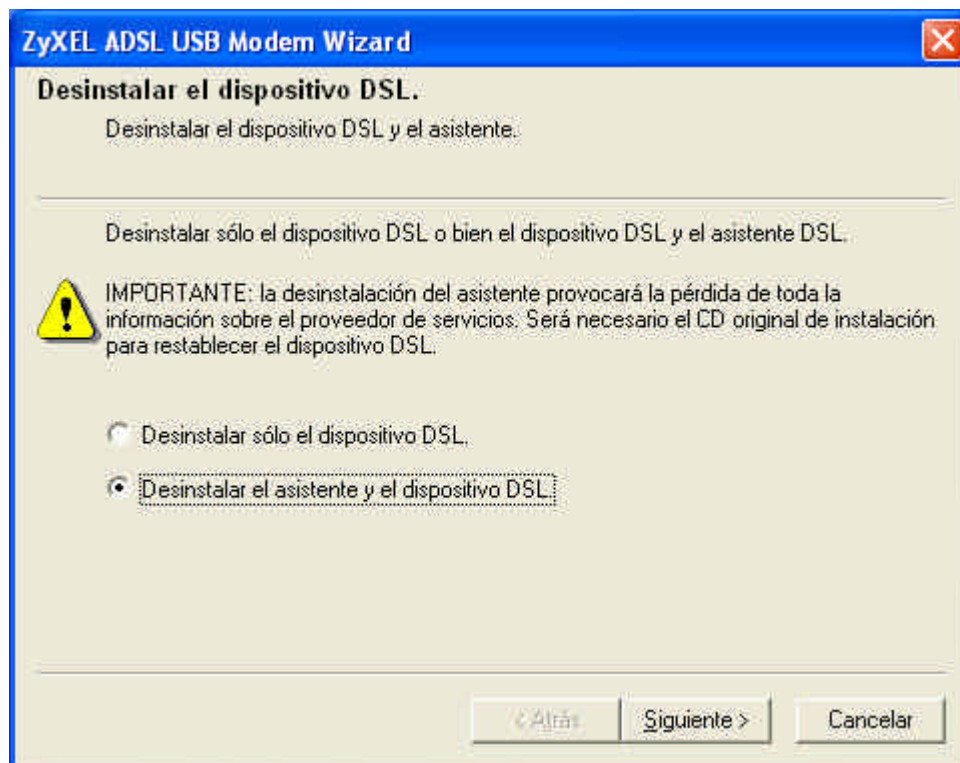 ZyXEL ADSL USB Modem Wizard
Desinstalar el dispositivo DSL.
Desinstalar el dispositivo DSL y el asistente.
Desinstalar sólo el dispositivo DSL o bien el dispositivo DSL y el asistente DSL.
IMPORTANTE: la desinstalación del asistente provocará la pérdida de toda la
información sobre el proveedor de servicios. Será necesario el CD original de instalación
para restablecer el dispositivo DSL.
Desinstalar sólo el dispositivo DSL.
Desinstalar el asistente y el dispositivo DSL.
< Atrás Siguiente > Cancelar